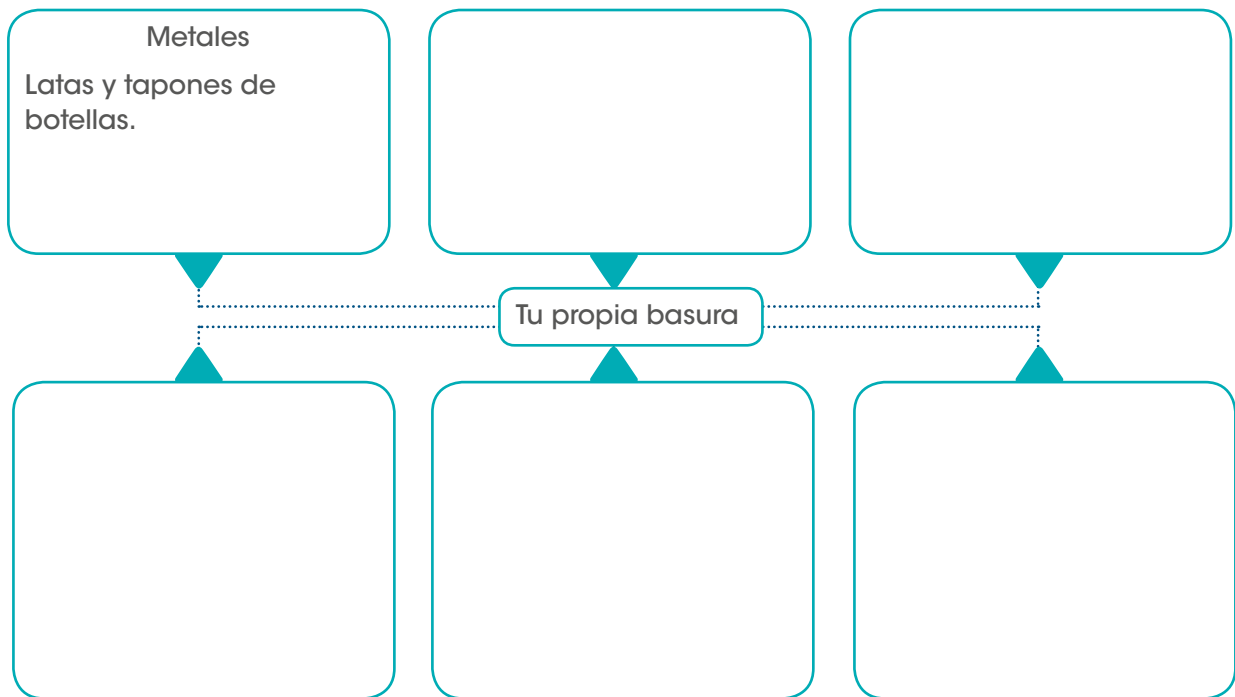 Metales
Latas y tapones de
botellas.
Tu propia basura